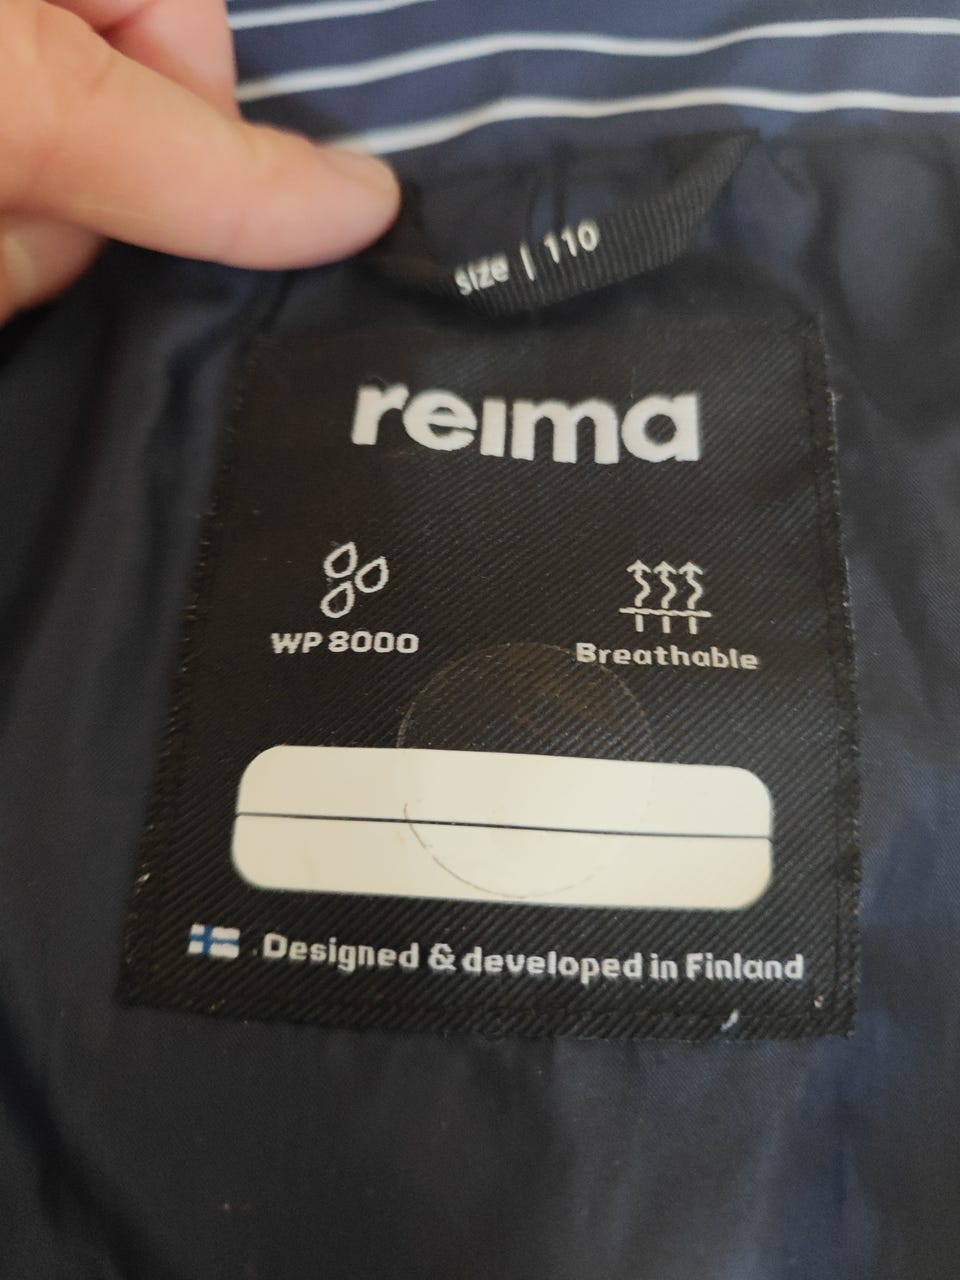 size | 110
reima
WP 8000
Breathable
Designed & developed in Finland